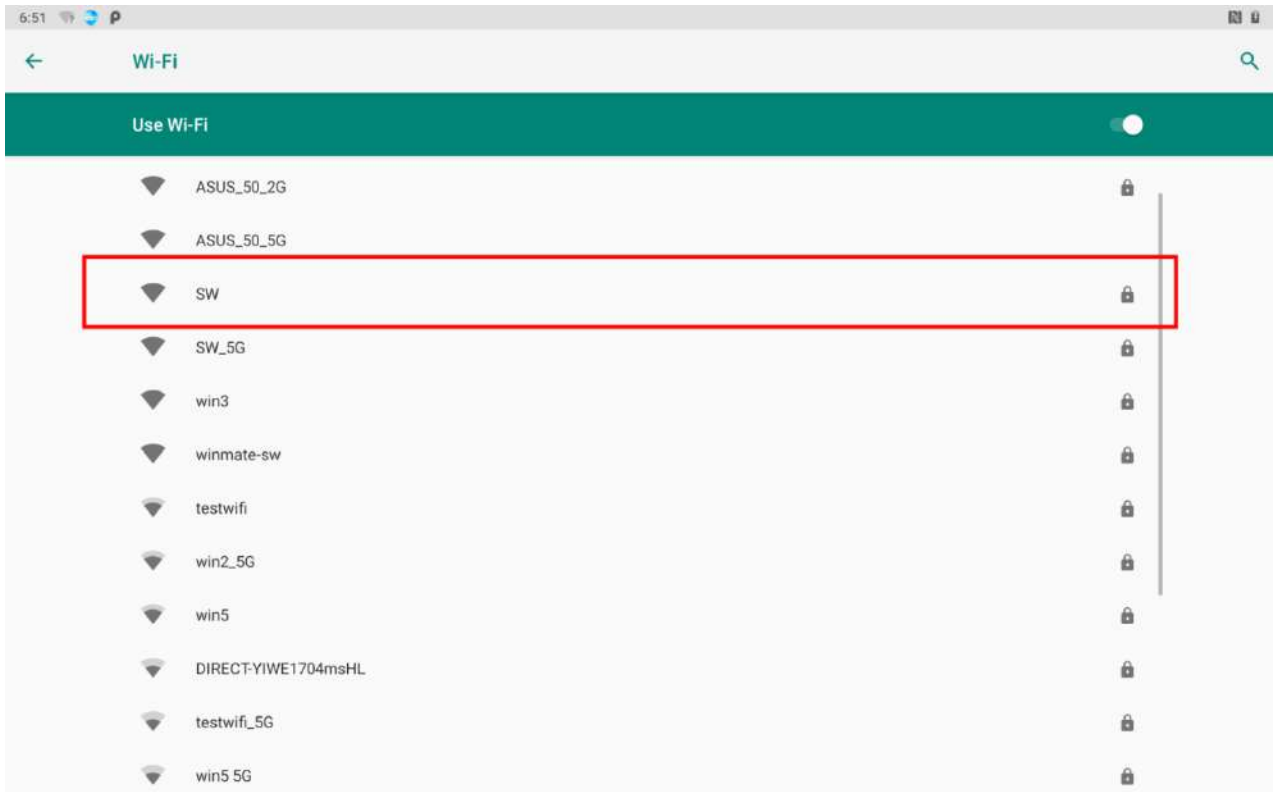 6:51
Wi-Fi
Use Wi-Fi
ASUS_50_2G
ASUS_50_5G
SW
SW_5G
win3
winmate-sw
testwifi
win2_5G
win5
DIRECT-YIWE1704msHL
testwifi_5G
win5 5G